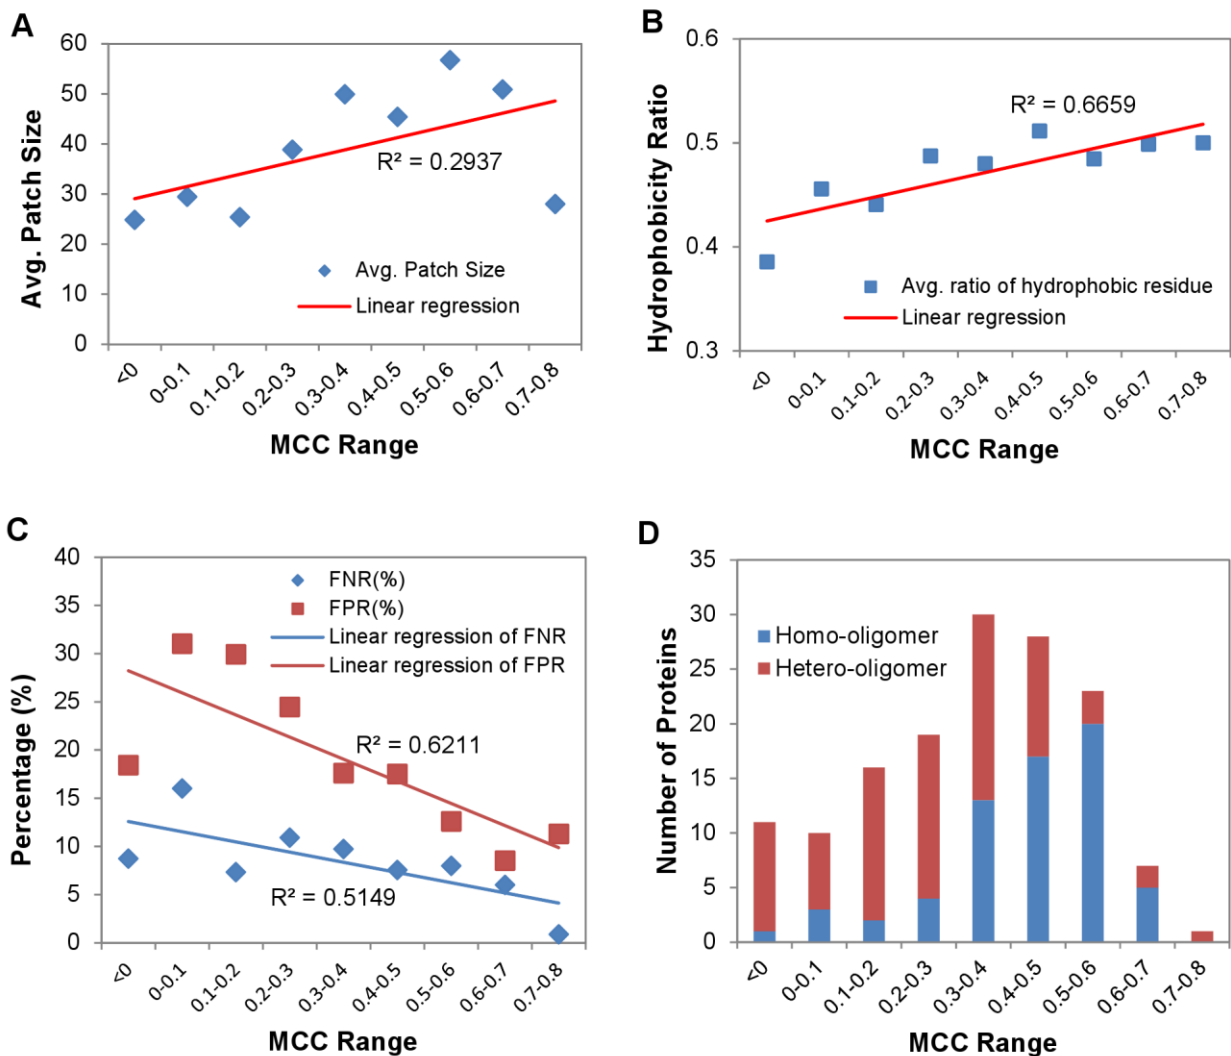 A
Avg. Patch Size
60
50
40
30
20
10
0
R² = 0.2937
Avg. Patch Size
Linear regression
<0
0-0.1
0.1-0.2
0.2-0.3
0.3-0.4
0.4-0.5
0.5-0.6
0.6-0.7
0.7-0.8
MCC Range
B
Hydrophobicity Ratio
0.6
0.5
0.4
0.3
R² = 0.6659
Avg. ratio of hydrophobic residue
Linear regression
<0
0-0.1
0.1-0.2
0.2-0.3
0.3-0.4
0.4-0.5
0.5-0.6
0.6-0.7
0.7-0.8
MCC Range
C
Percentage (%)
40
35
30
25
20
15
10
5
0
FNR(%)
FPR(%)
Linear regression of FNR
Linear regression of FPR
R² = 0.6211
R² = 0.5149
<0
0-0.1
0.1-0.2
0.2-0.3
0.3-0.4
0.4-0.5
0.5-0.6
0.6-0.7
0.7-0.8
MCC Range
D
Number of Proteins
35
30
25
20
15
10
5
0
Homo-oligomer
Hetero-oligomer
<0
0-0.1
0.1-0.2
0.2-0.3
0.3-0.4
0.4-0.5
0.5-0.6
0.6-0.7
0.7-0.8
MCC Range